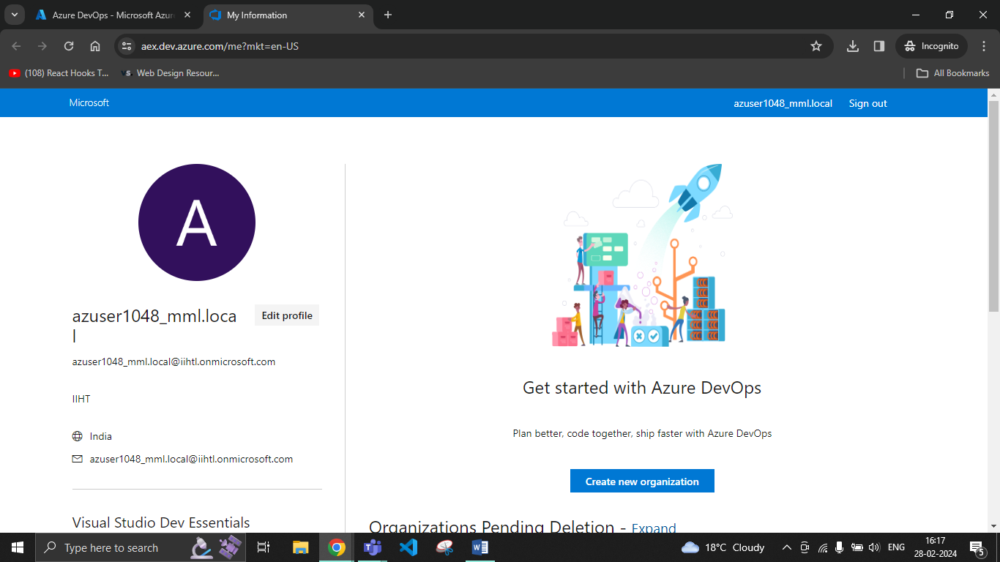 Azure DevOps - Microsoft Azur
My Information
aex.dev.azure.com/me?mkt=en-US
Incognito
(108) React Hooks T...
VS
Web Design Resour...
All Bookmarks
Microsoft
azuser1048_mml.local
Sign out
A
azuser1048_mml.loca
l
Edit profile
azuser1048_mml.local@iihtl.onmicrosoft.com
IIHT
India
azuser1048_mml.local@iihtl.onmicrosoft.com
Visual Studio Dev Essentials
Get started with Azure DevOps
Plan better, code together, ship faster with Azure DevOps
Create new organization
Organizations Pending Deletion - Expand
Type here to search
18°C Cloudy
ENG
16:17
28-02-2024
5